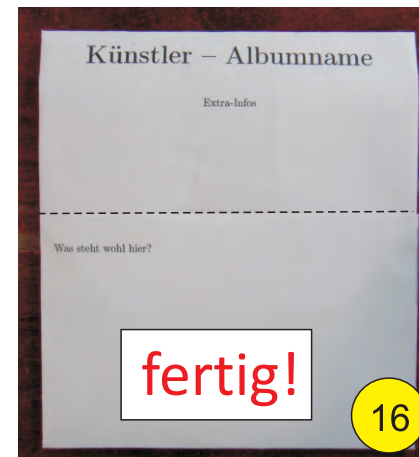 Künstler – Albumname
Extra-Infos
Was steht wohl hier?
fertig!
16